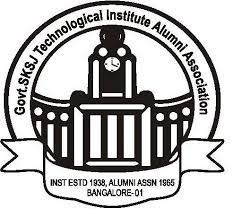 Govt.SKSJ Technological Institute Alumni Association
INST ESTD 1938, ALUMNI ASSN 1965
BANGALORE-01